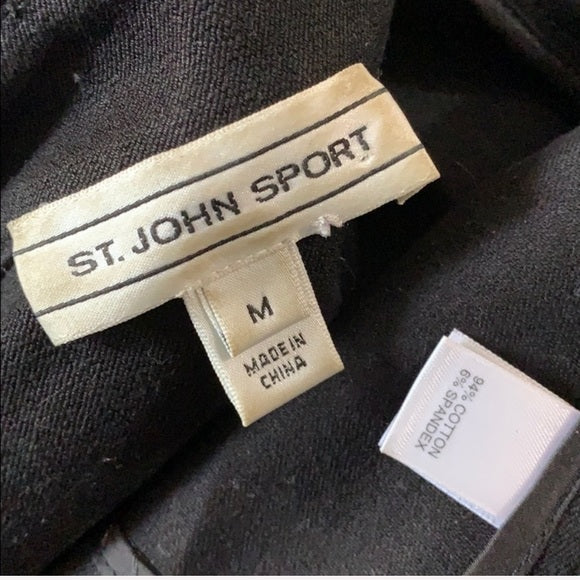 ST. JOHN SPORT
M
MADE IN
CHINA
94% COTTON
6% SPANDEX